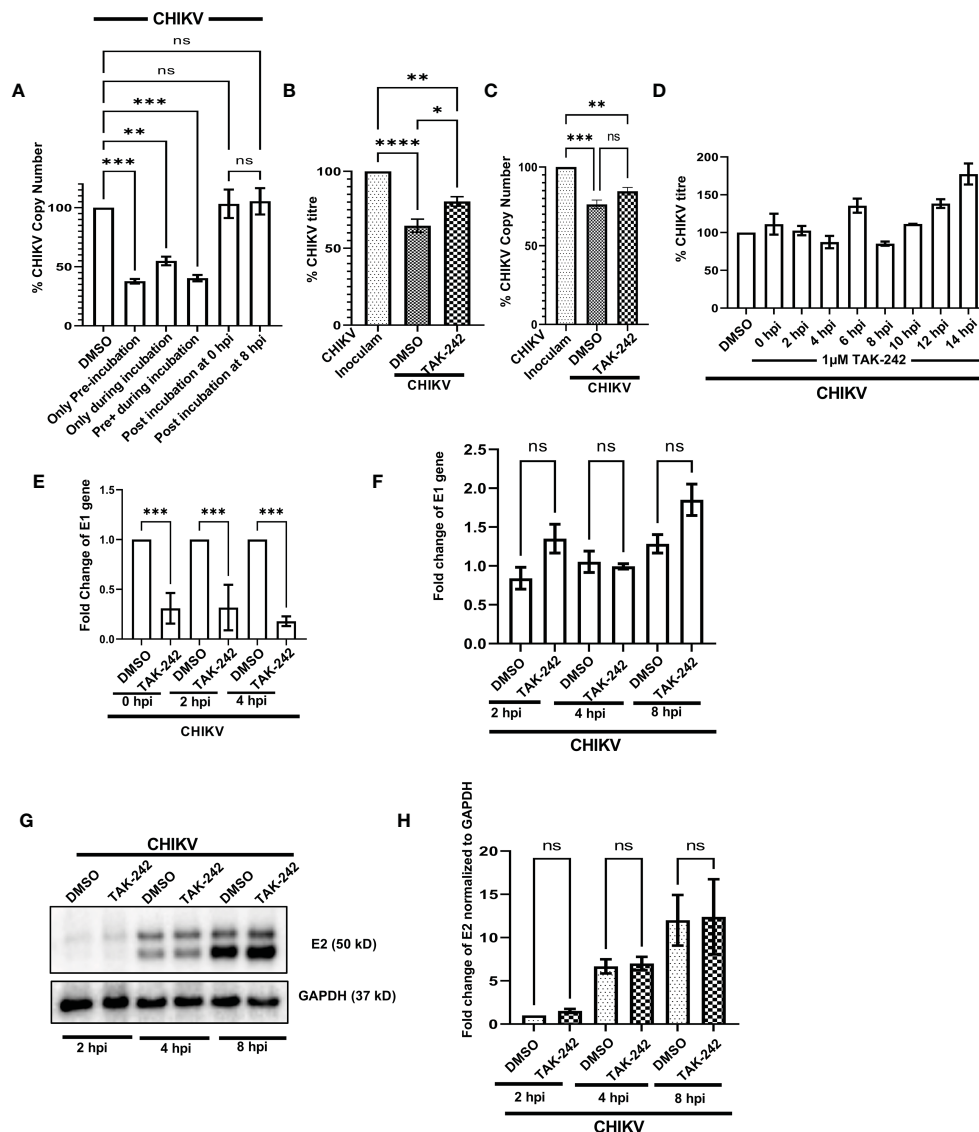 CHIKV
ns
ns
***
**
***
ns
A
% CHIKV Copy Number
100
50
0
DMSO
Only Pre-incubation
Only during incubation
Pre+ during incubation
Post incubation at 0 hpi
Post incubation at 8 hpi
B
**
*
****
% CHIKV titre
150
100
50
0
CHIKV
Inoculam
DMSO
TAK-242
CHIKV
C
**
***
ns
% CHIKV Copy Number
100
50
0
CHIKV
Inoculam
DMSO
TAK-242
CHIKV
D
% CHIKV titre
200
150
100
50
0
DMSO
0 hpi
2 hpi
4 hpi
6 hpi
8 hpi
10 hpi
12 hpi
14 hpi
1µM TAK-242
CHIKV
E
Fold Change of E1 gene
1.5
1.0
0.5
0.0
***
***
***
DMSO
TAK-242
DMSO
TAK-242
DMSO
TAK-242
0 hpi
2 hpi
4 hpi
CHIKV
F
Fold change of E1 gene
2.5
2.0
1.5
1.0
0.5
0.0
ns
ns
ns
DMSO
TAK-242
DMSO
TAK-242
DMSO
TAK-242
2 hpi
4 hpi
8 hpi
CHIKV
G
CHIKV
DMSO
TAK-242
DMSO
TAK-242
DMSO
TAK-242
E2 (50 kD)
GAPDH (37 kD)
2 hpi
4 hpi
8 hpi
H
Fold change of E2 normalized to GAPDH
20
15
10
5
0
ns
ns
ns
DMSO
TAK-242
DMSO
TAK-242
DMSO
TAK-242
2 hpi
4 hpi
8 hpi
CHIKV